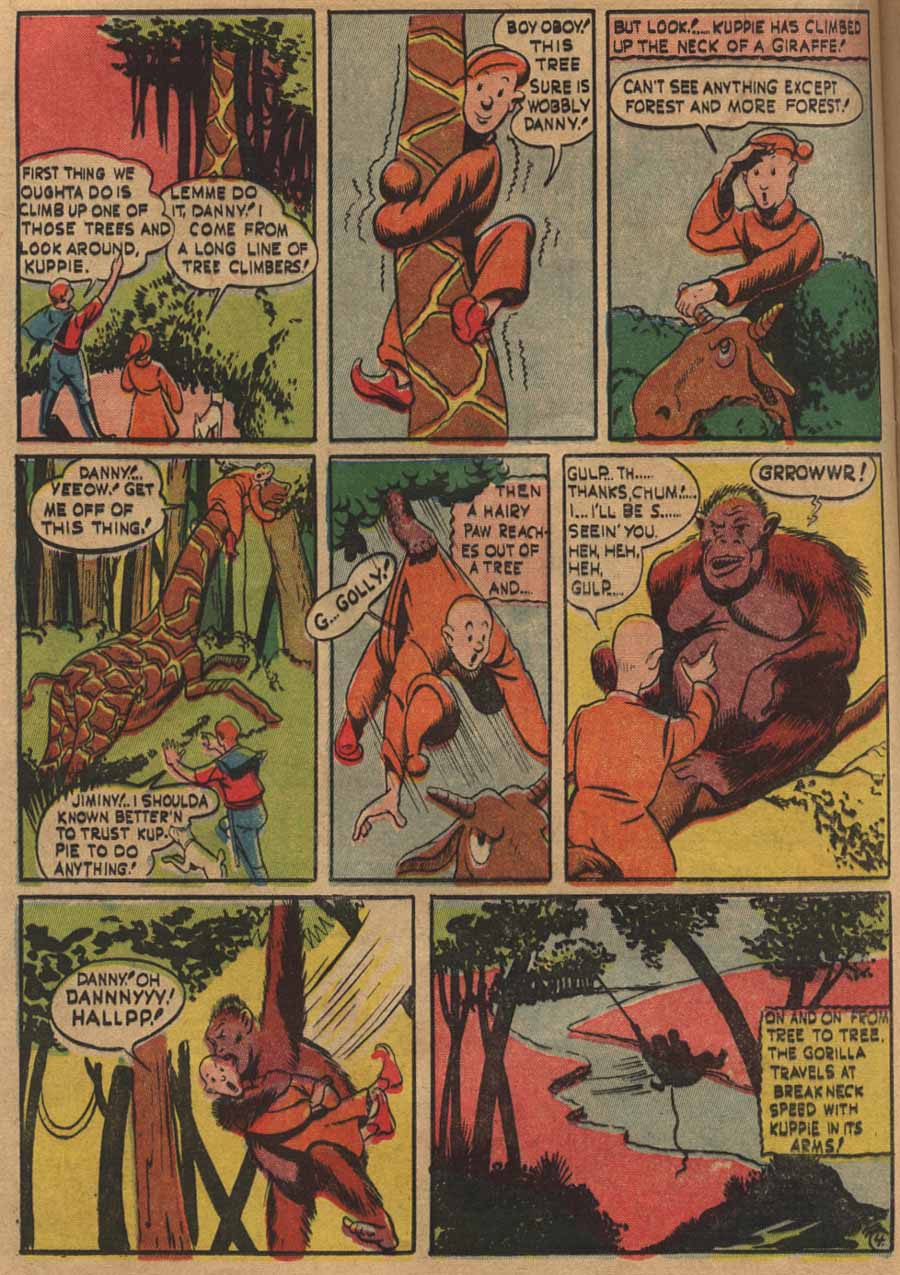 FIRST THING WE
OUGHTA DO IS
CLIMB UP ONE OF
THOSE TREES AND
LOOK AROUND,
KUPPIE.
LEMME DO
IT, DANNY! I
COME FROM
A LONG LINE OF
TREE CLIMBERS!
BOY OBOY!
THIS
TREE
SURE IS
WOBBLY
DANNY!
BUT LOOK!.... KUPPIE HAS CLIMBED
UP THE NECK OF A GIRAFFE!
CAN'T SEE ANYTHING EXCEPT
FOREST AND MORE FOREST!
DANNY!..
YEEOW! GET
ME OFF OF
THIS THING!
JIMINY!.. I SHOULDA
KNOWN BETTER'N
TO TRUST KUP-
PIE TO DO
ANYTHING!
THEN
A HAIRY
PAW REACH-
ES OUT OF
A TREE
AND....
G... GOLLY!
GULP... TH.....
THANKS, CHUM!....
I... I'LL BE S.....
SEEIN' YOU.
HEH, HEH,
HEH,
GULP....
GRROWWR!
DANNY! OH
DANNNYYY!
HALLPP!
ON AND ON FROM
TREE TO TREE,
THE GORILLA
TRAVELS AT
BREAKNECK
SPEED WITH
KUPPIE IN ITS
ARMS!
4